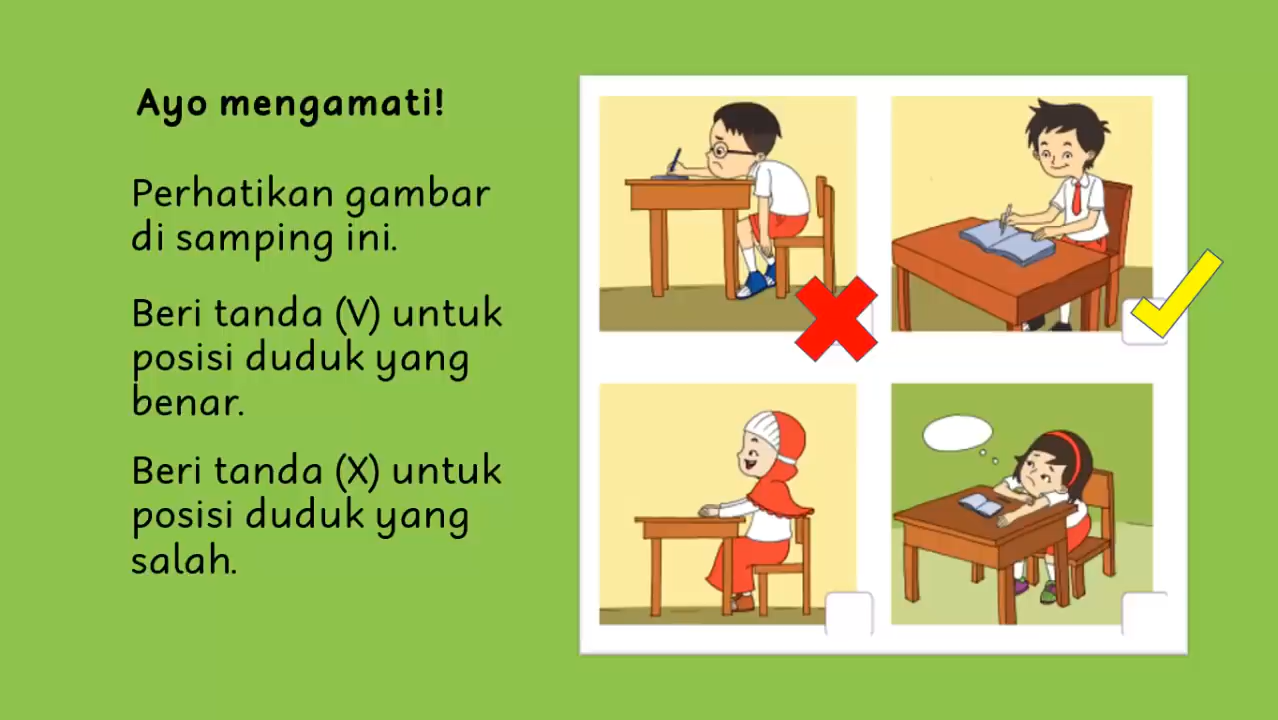 Ayo mengamati!
Perhatikan gambar
di samping ini.
Beri tanda (V) untuk
posisi duduk yang
benar.
Beri tanda (X) untuk
posisi duduk yang
salah.